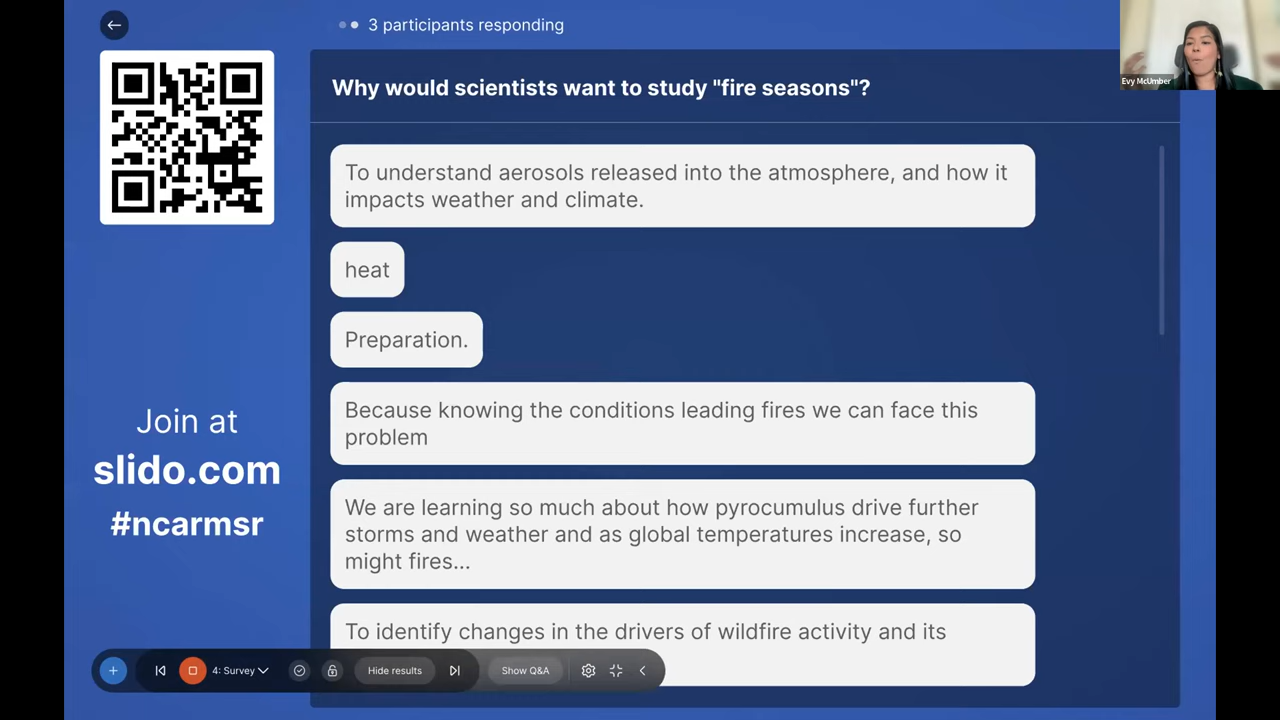 3 participants responding
Evy McUmber
Why would scientists want to study "fire seasons"?
To understand aerosols released into the atmosphere, and how it
impacts weather and climate.
heat
Preparation.
Because knowing the conditions leading fires we can face this
problem
We are learning so much about how pyrocumulus drive further
storms and weather and as global temperatures increase, so
might fires...
To identify changes in the drivers of wildfire activity and its
Join at
slido.com
#ncarmsr
4: Survey
Hide results
Show Q&A